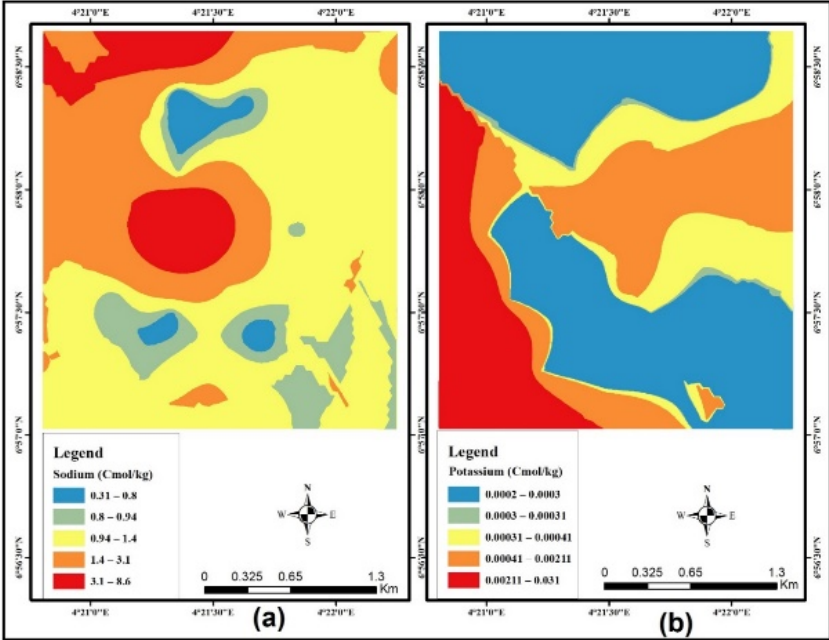 4°21'0"E 4°21'30"E 4°22'0"E
4°21'0"E 4°21'30"E 4°22'0"E
6°58'30"N
6°58'0"N
6°57'30"N
6°57'0"N
6°56'30"N
6°58'30"N
6°58'0"N
6°57'30"N
6°57'0"N
6°56'30"N
Legend
Sodium (Cmol/kg)
0.31 – 0.8
0.8 – 0.94
0.94 – 1.4
1.4 – 3.1
3.1 – 8.6
N
W E
S
0 0.325 0.65 1.3
Km
(a)
Legend
Potassium (Cmol/kg)
0.0002 – 0.0003
0.0003 – 0.00031
0.00031 – 0.00041
0.00041 – 0.00211
0.00211 – 0.031
N
W E
S
0 0.325 0.65 1.3
Km
(b)
4°21'0"E 4°21'30"E 4°22'0"E
4°21'0"E 4°21'30"E 4°22'0"E